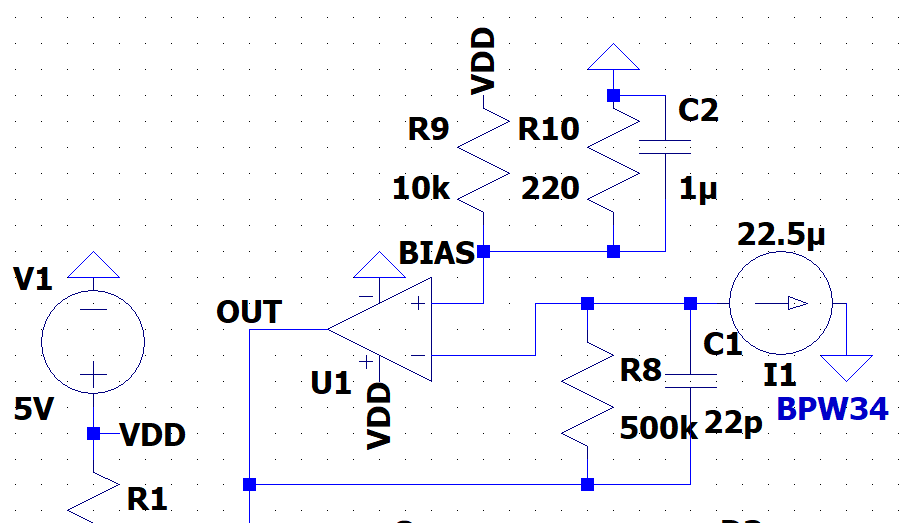 VDD
C2
R9
R10
10k
220
1µ
22.5µ
BIAS
V1
OUT
C1
R8
I1
U1
BPW34
5V
VDD
500k
22p
VDD
R1